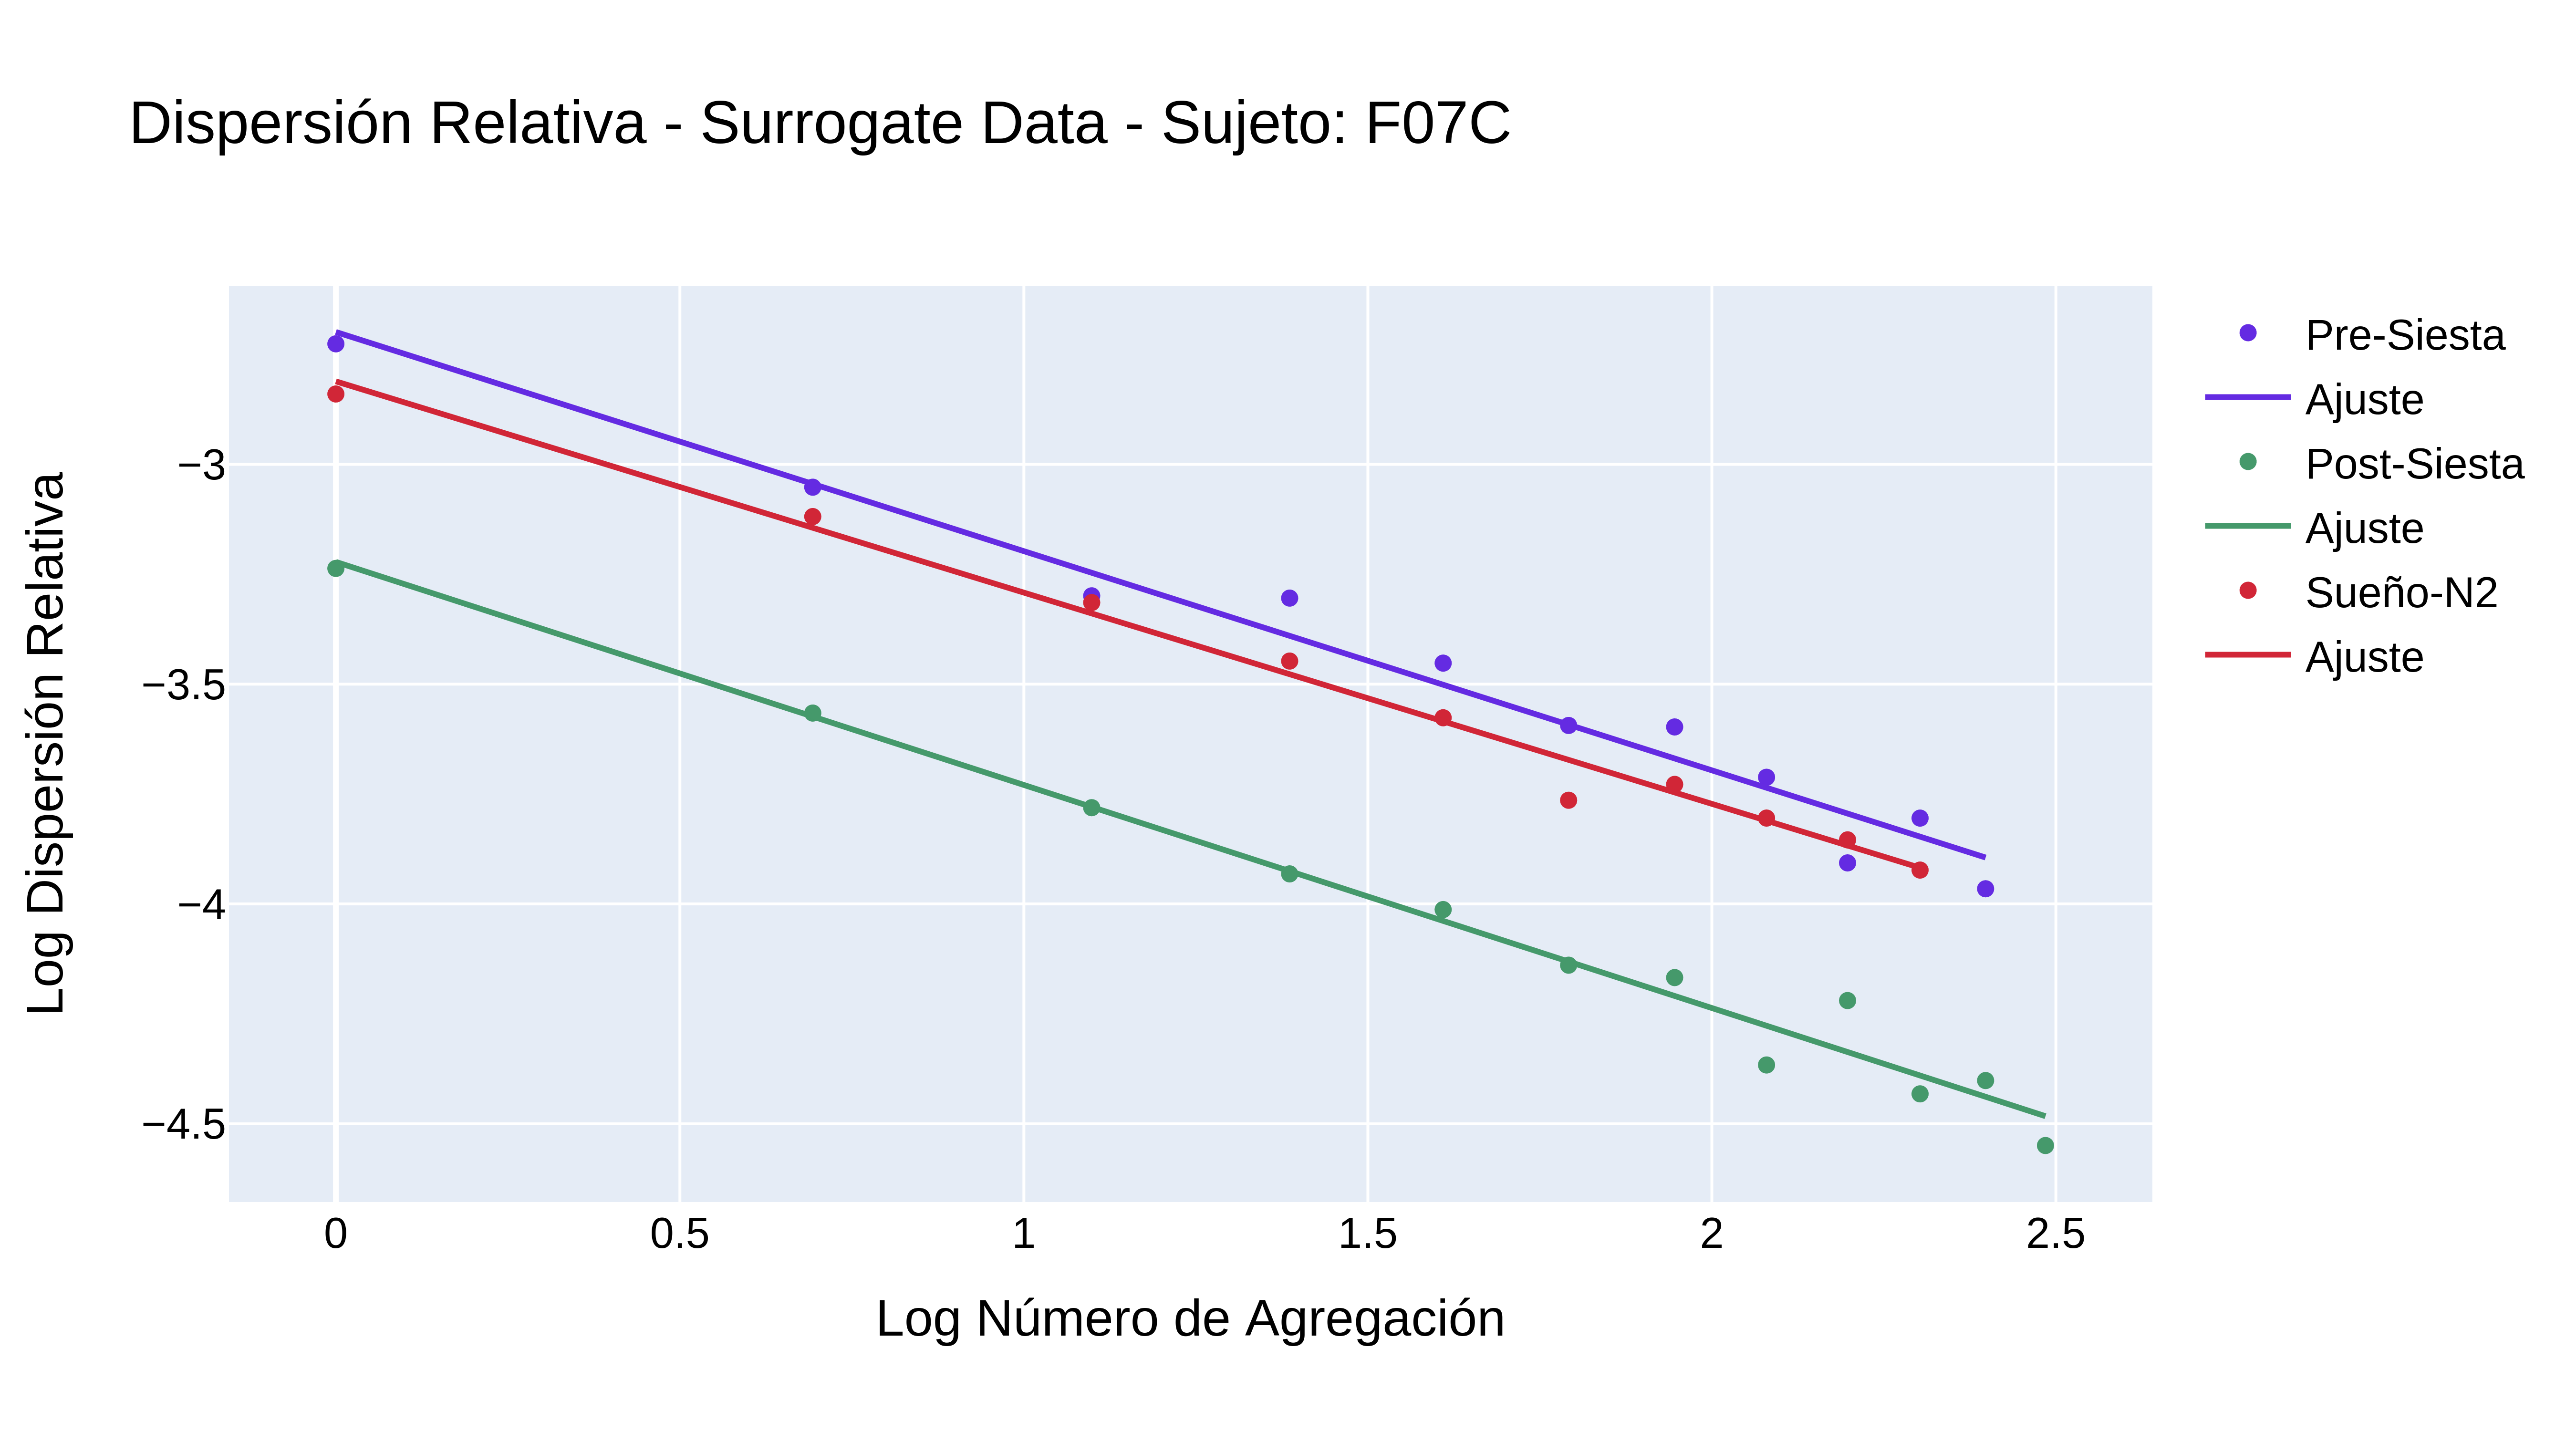 Dispersión Relativa - Surrogate Data - Sujeto: F07C
Log Dispersión Relativa
−3
−3.5
−4
−4.5
0
0.5
1
1.5
2
2.5
Log Número de Agregación
Pre-Siesta
Ajuste
Post-Siesta
Ajuste
Sueño-N2
Ajuste